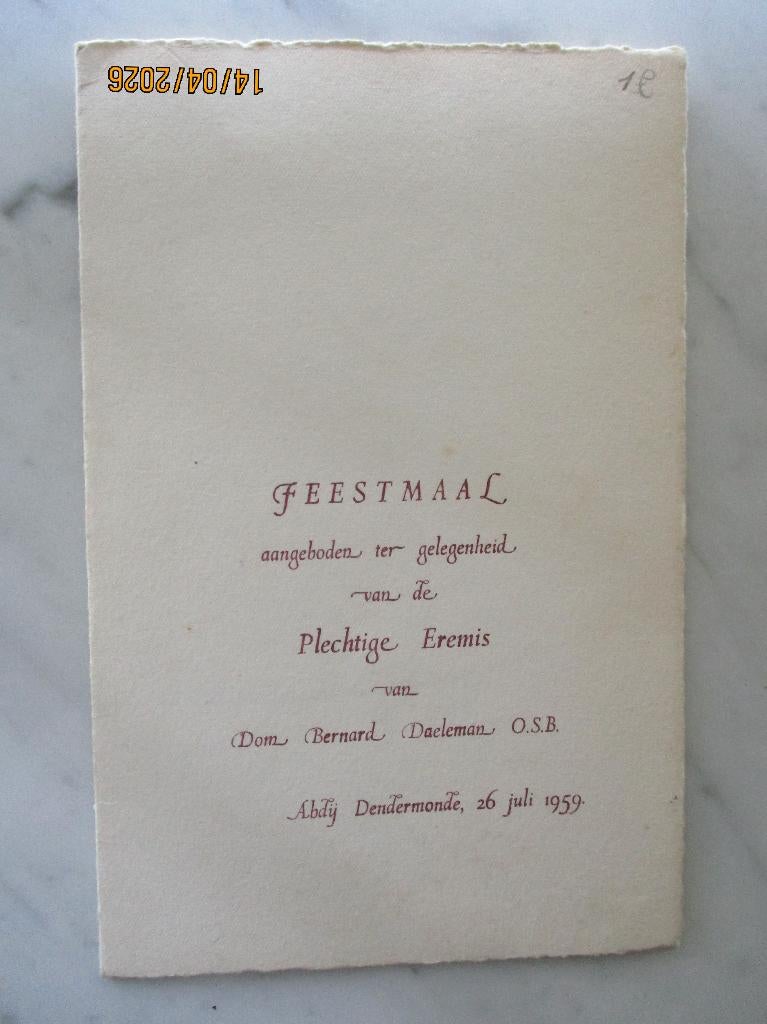 14/04/2026
1€
FEESTMAAL
aangeboden ter gelegenheid
van de
Plechtige Eremis
van
Dom Bernard Daeleman O.S.B.
Abdij Dendermonde, 26 juli 1959.